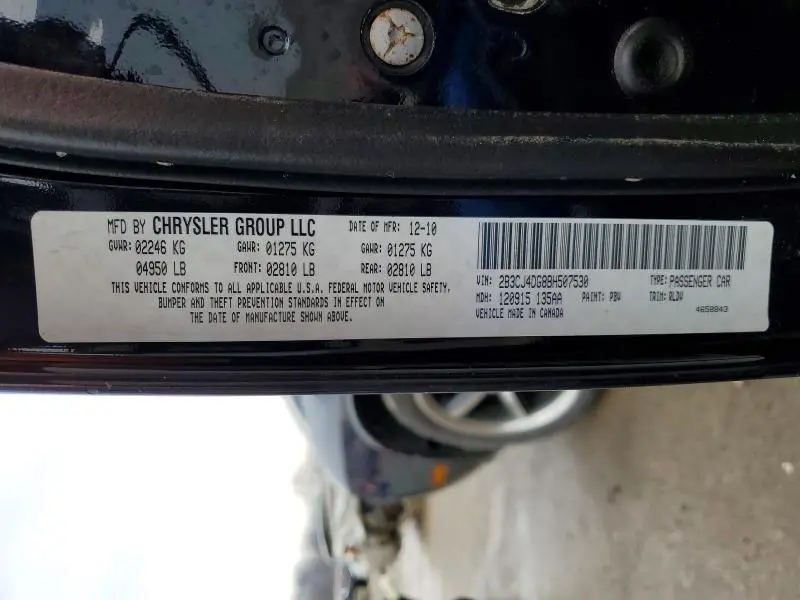 MFD BY CHRYSLER GROUP LLC DATE OF MFR: 12-10
GVWR: 02246 KG GAWR: 01275 KG GAWR: 01275 KG
04950 LB FRONT: 02810 LB REAR: 02810 LB
THIS VEHICLE CONFORMS TO ALL APPLICABLE U.S.A. FEDERAL MOTOR VEHICLE SAFETY,
BUMPER AND THEFT PREVENTION STANDARDS IN EFFECT ON
THE DATE OF MANUFACTURE SHOWN ABOVE.
VIN: 2B3CJ4DG8BH507530 TYPE: PASSENGER CAR
MDH: 120915 135AA PAINT: PBV TRIM: RLDV
VEHICLE MADE IN CANADA 4658843